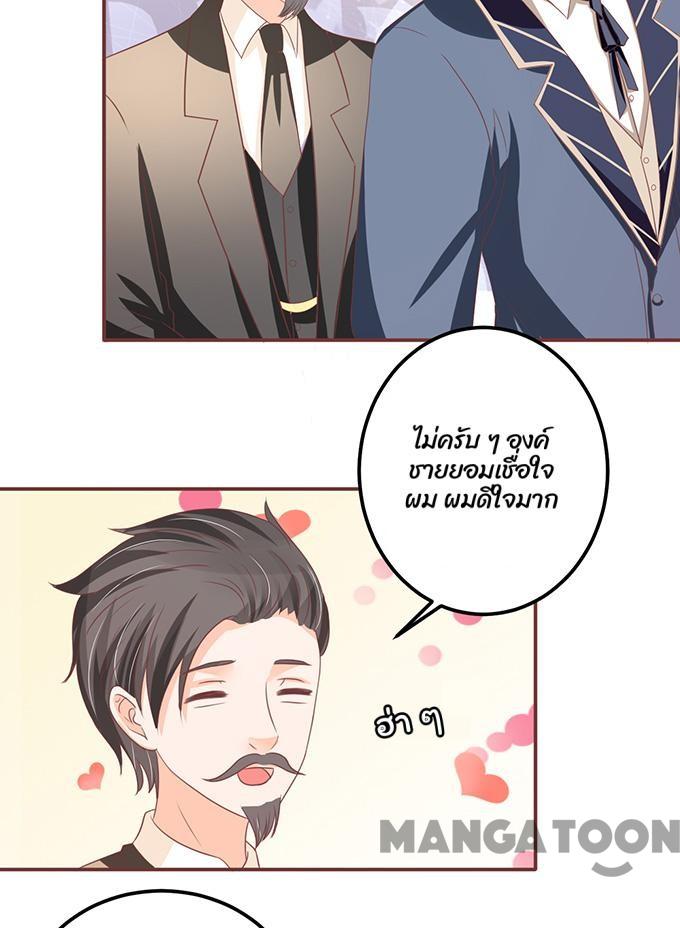 ไม่ครับ ๆ องค์
ชายยอมเชื่อใจ
ผม ผมดีใจมาก
ฮ่า ๆ
MANGATOON